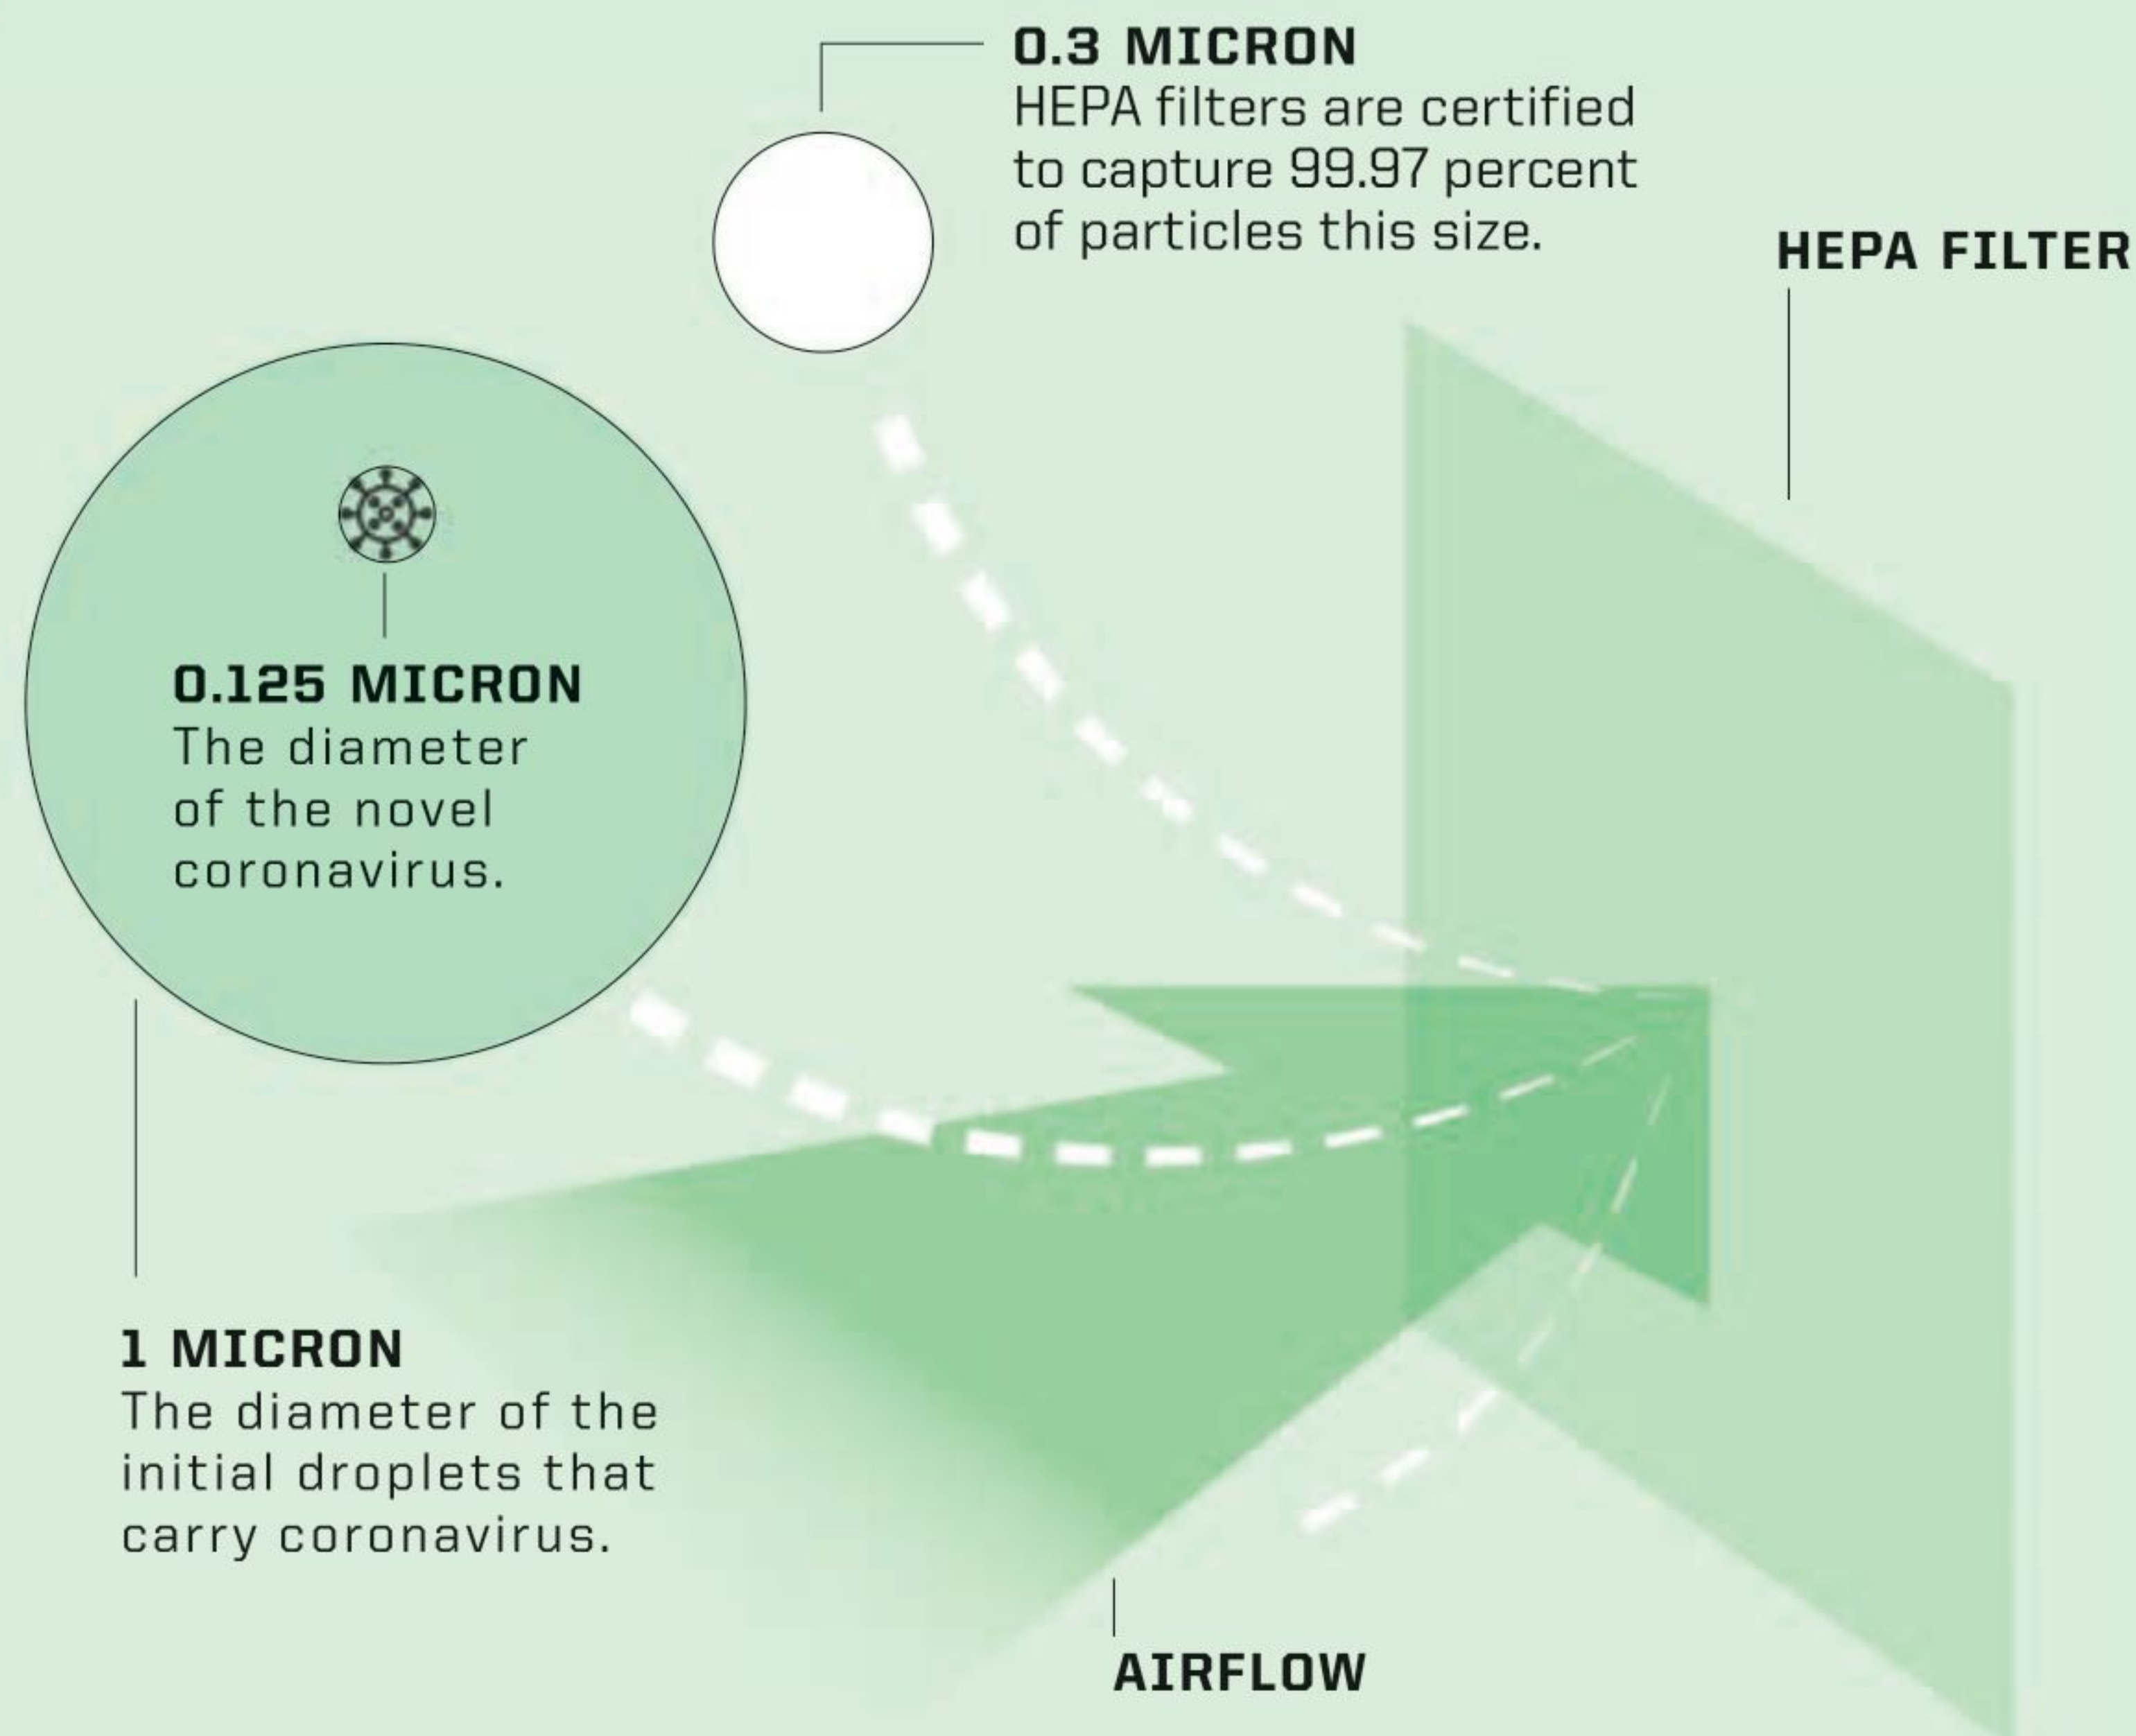 0.3 MICRON
HEPA filters are certified
to capture 99.97 percent
of particles this size.
HEPA FILTER
0.125 MICRON
The diameter
of the novel
coronavirus.
1 MICRON
The diameter of the
initial droplets that
carry coronavirus.
AIRFLOW